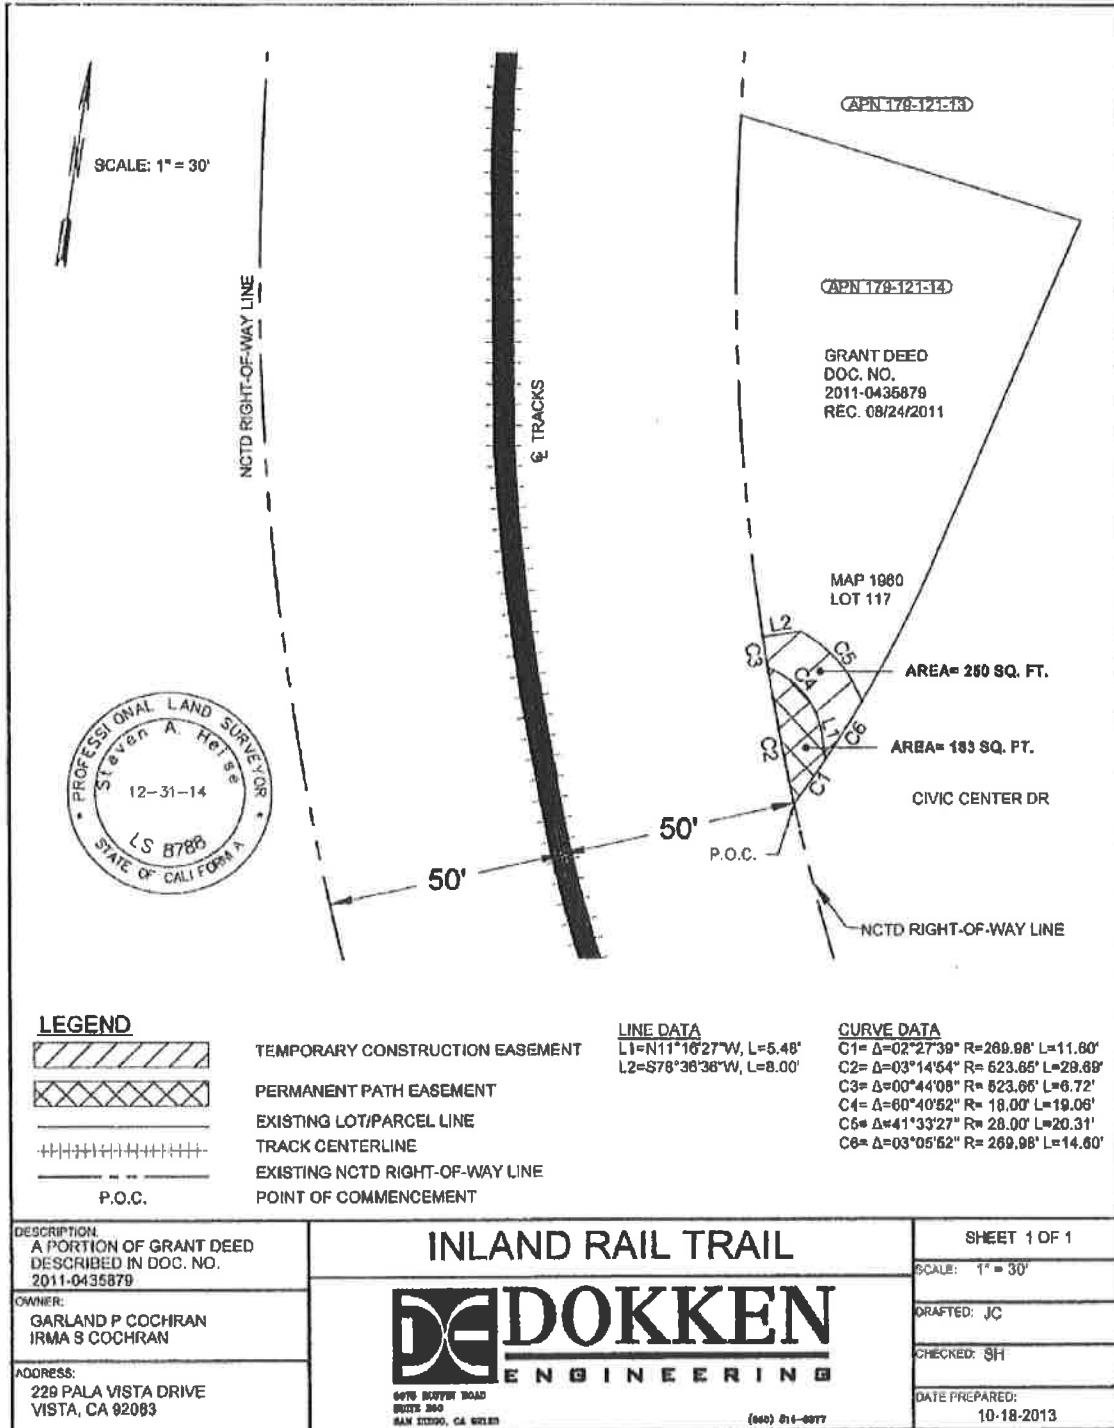 APN 179-121-13
SCALE: 1" = 30'
NCTD RIGHT-OF-WAY LINE
℄ TRACKS
APN 179-121-14
GRANT DEED
DOC. NO.
2011-0435879
REC. 08/24/2011
MAP 1980
LOT 117
L2
C3
C5
C4
AREA= 250 SQ. FT.
L1
C6
C2
AREA= 183 SQ. FT.
C1
CIVIC CENTER DR
PROFESSIONAL LAND SURVEYOR
Steven A. Heise
12-31-14
LS 8788
STATE OF CALIFORNIA
50'
50'
P.O.C.
NCTD RIGHT-OF-WAY LINE
LEGEND
TEMPORARY CONSTRUCTION EASEMENT
PERMANENT PATH EASEMENT
EXISTING LOT/PARCEL LINE
TRACK CENTERLINE
EXISTING NCTD RIGHT-OF-WAY LINE
P.O.C. POINT OF COMMENCEMENT
LINE DATA
L1=N11°16'27"W, L=5.48'
L2=S78°36'36"W, L=8.00'
CURVE DATA
C1= Δ=02°27'39" R=269.98' L=11.60'
C2= Δ=03°14'54" R= 523.65' L=29.69'
C3= Δ=00°44'08" R= 523.65' L=6.72'
C4= Δ=60°40'52" R= 18.00' L=19.06'
C5= Δ=41°33'27" R= 28.00' L=20.31'
C6= Δ=03°05'52" R= 269.98' L=14.60'
DESCRIPTION:
A PORTION OF GRANT DEED
DESCRIBED IN DOC. NO.
2011-0435879
OWNER:
GARLAND P COCHRAN
IRMA S COCHRAN
ADDRESS:
229 PALA VISTA DRIVE
VISTA, CA 92083
INLAND RAIL TRAIL
DOKKEN
ENGINEERING
ROAD
SUITE
SAN DIEGO, CA
SHEET 1 OF 1
SCALE: 1" = 30'
DRAFTED: JC
CHECKED: SH
DATE PREPARED:
10-18-2013